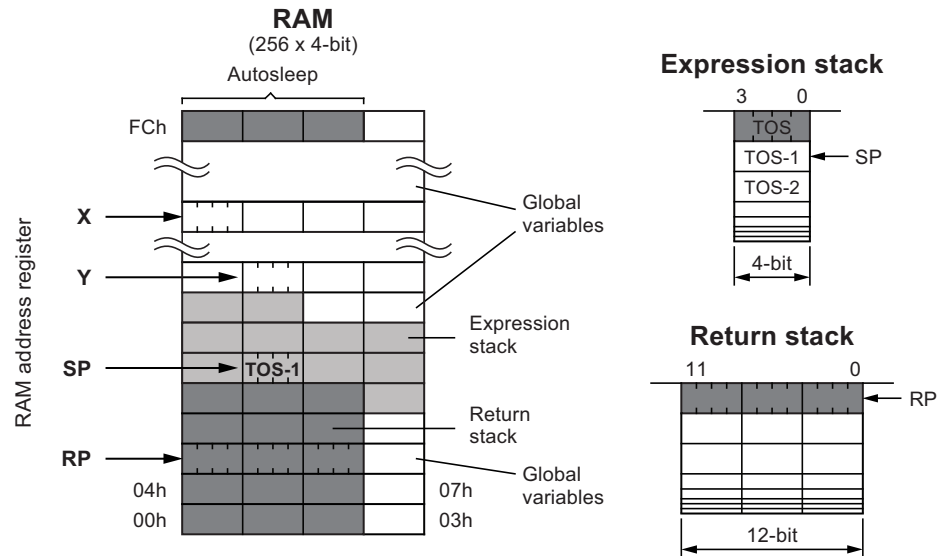 RAM
(256 x 4-bit)
Autosleep
FCh
X
Y
SP
TOS-1
RP
04h
00h
07h
03h
RAM address register
Global
variables
Expression
stack
Return
stack
Global
variables
Expression stack
3 0
TOS
TOS-1
SP
TOS-2
4-bit
Return stack
11 0
RP
12-bit